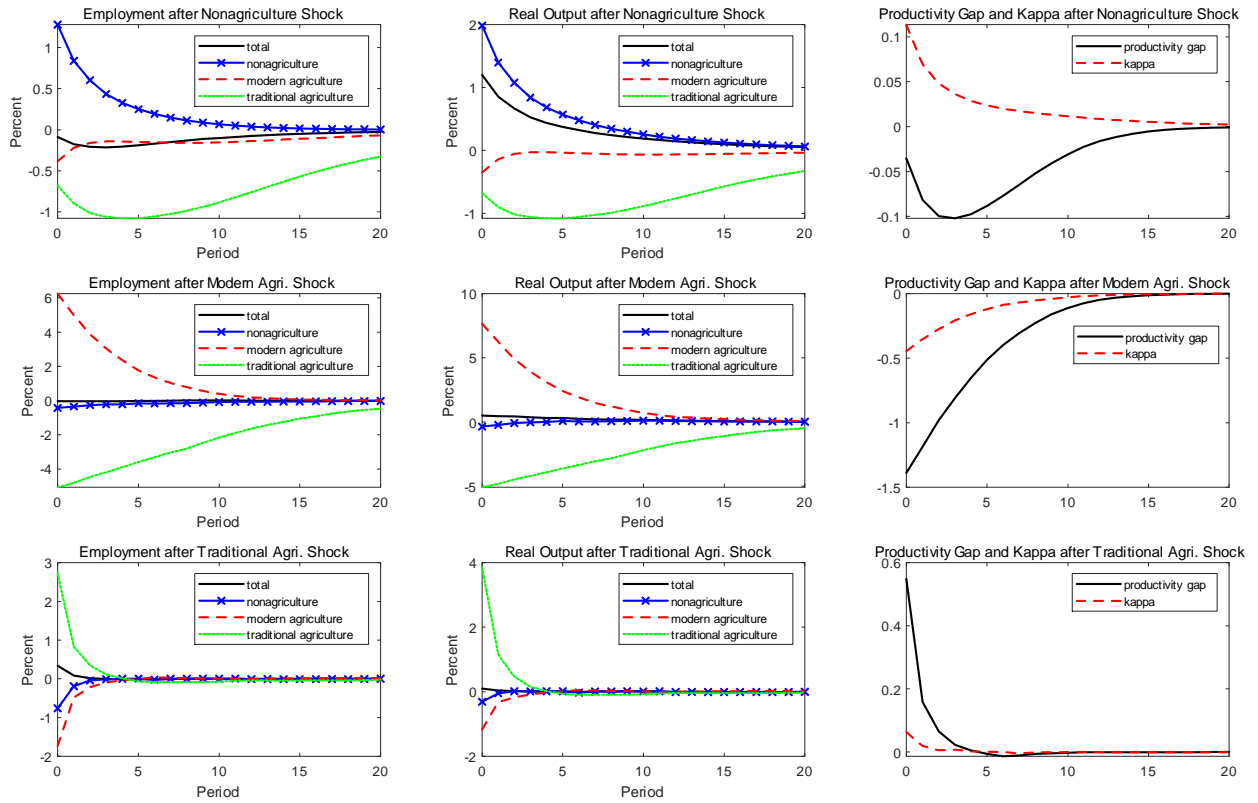 Employment after Nonagriculture Shock
Percent
1
0.5
0
-0.5
-1
total
nonagriculture
modern agriculture
traditional agriculture
0 5 10 15 20
Period
Real Output after Nonagriculture Shock
Percent
2
1
0
-1
total
nonagriculture
modern agriculture
traditional agriculture
0 5 10 15 20
Period
Productivity Gap and Kappa after Nonagriculture Shock
0.1
0.05
0
-0.05
-0.1
productivity gap
kappa
0 5 10 15 20
Employment after Modern Agri. Shock
Percent
6
4
2
0
-2
-4
total
nonagriculture
modern agriculture
traditional agriculture
0 5 10 15 20
Period
Real Output after Modern Agri. Shock
Percent
10
5
0
-5
total
nonagriculture
modern agriculture
traditional agriculture
0 5 10 15 20
Period
Productivity Gap and Kappa after Modern Agri. Shock
0
-0.5
-1
-1.5
productivity gap
kappa
0 5 10 15 20
Employment after Traditional Agri. Shock
Percent
3
2
1
0
-1
-2
total
nonagriculture
modern agriculture
traditional agriculture
0 5 10 15 20
Period
Real Output after Traditional Agri. Shock
Percent
4
2
0
-2
total
nonagriculture
modern agriculture
traditional agriculture
0 5 10 15 20
Period
Productivity Gap and Kappa after Traditional Agri. Shock
0.6
0.4
0.2
0
productivity gap
kappa
0 5 10 15 20